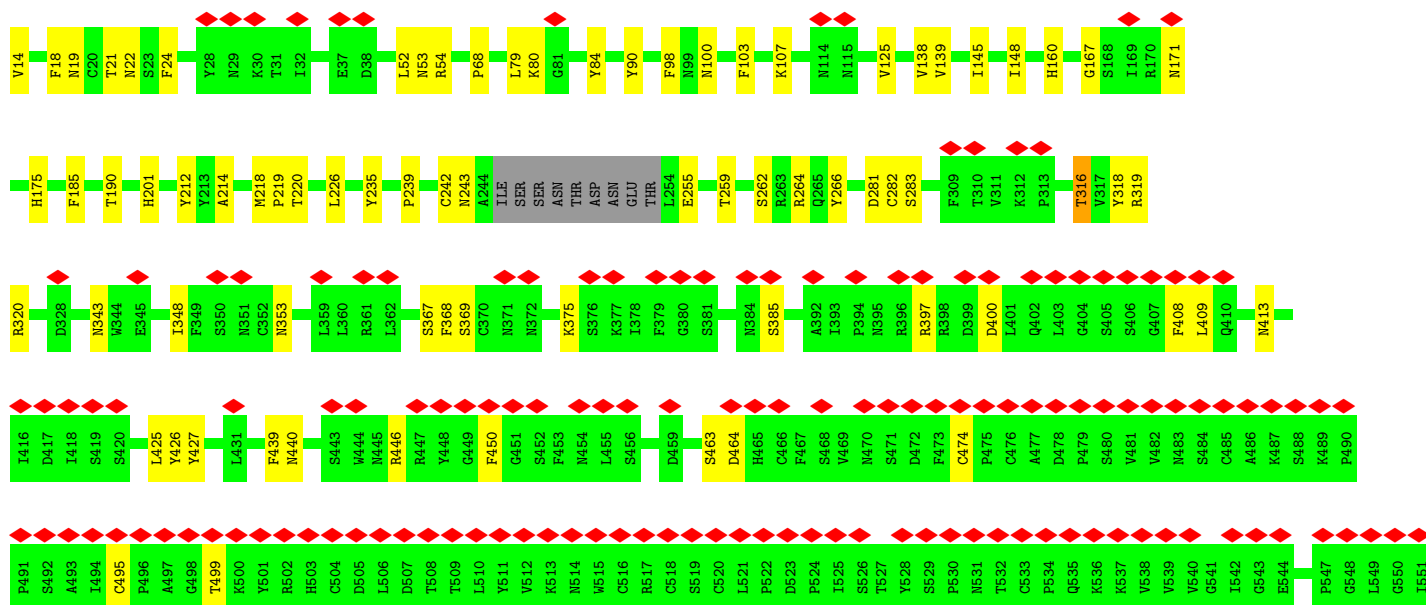 V14 F18 N19 C20 T21 N22 S23 F24 Y28 N29 K30 T31 I32 E37 D38 L52 N53 R54 P68 L79 K80 G81 Y84 Y90 F98 N99 N100 F103 K107 N114 N115 V125 V138 V139 I145 I148 H160 G167 S168 I169 R170 N171
H175 F185 T190 H201 Y212 Y213 A214 M218 P219 T220 L226 Y235 P239 C242 N243 A244 ILE SER SER ASN THR ASP ASN GLU THR L254 E255 T259 S262 R263 R264 Q265 Y266 D281 C282 S283 F309 T310 V311 K312 P313 T316 V317 Y318 R319
R320 D328 N343 W344 E345 I348 F349 S350 N351 C352 N353 L359 L360 R361 L362 S367 F368 S369 C370 N371 N372 K375 S376 K377 I378 F379 G380 S381 N384 S385 A392 I393 P394 N395 R396 R397 R398 D399 D400 L401 Q402 L403 C404 S405 S406 G407 F408 L409 Q410 N413
I416 D417 I418 S419 S420 L425 Y426 Y427 L431 F439 N440 S443 W444 N445 R446 R447 Y448 G449 F450 G451 S452 F453 N454 L455 S456 D459 S463 D464 H465 C466 F467 S468 V469 N470 S471 D472 F473 C474 P475 C476 A477 D478 P479 S480 V481 V482 N483 S484 C485 A486 K487 S488 K489 P490
P491 S492 A493 I494 C495 P496 A497 G498 T499 K500 Y501 R502 H503 C504 D505 L506 D507 T508 T509 L510 Y511 V512 K513 N514 W515 C516 R517 C518 S519 C520 L521 P522 D523 P524 I525 S526 T527 Y528 S529 P530 N531 T532 C533 P534 Q535 K536 K537 V538 V539 V540 G541 I542 G543 E544 P547 G548 L549 G550 I551